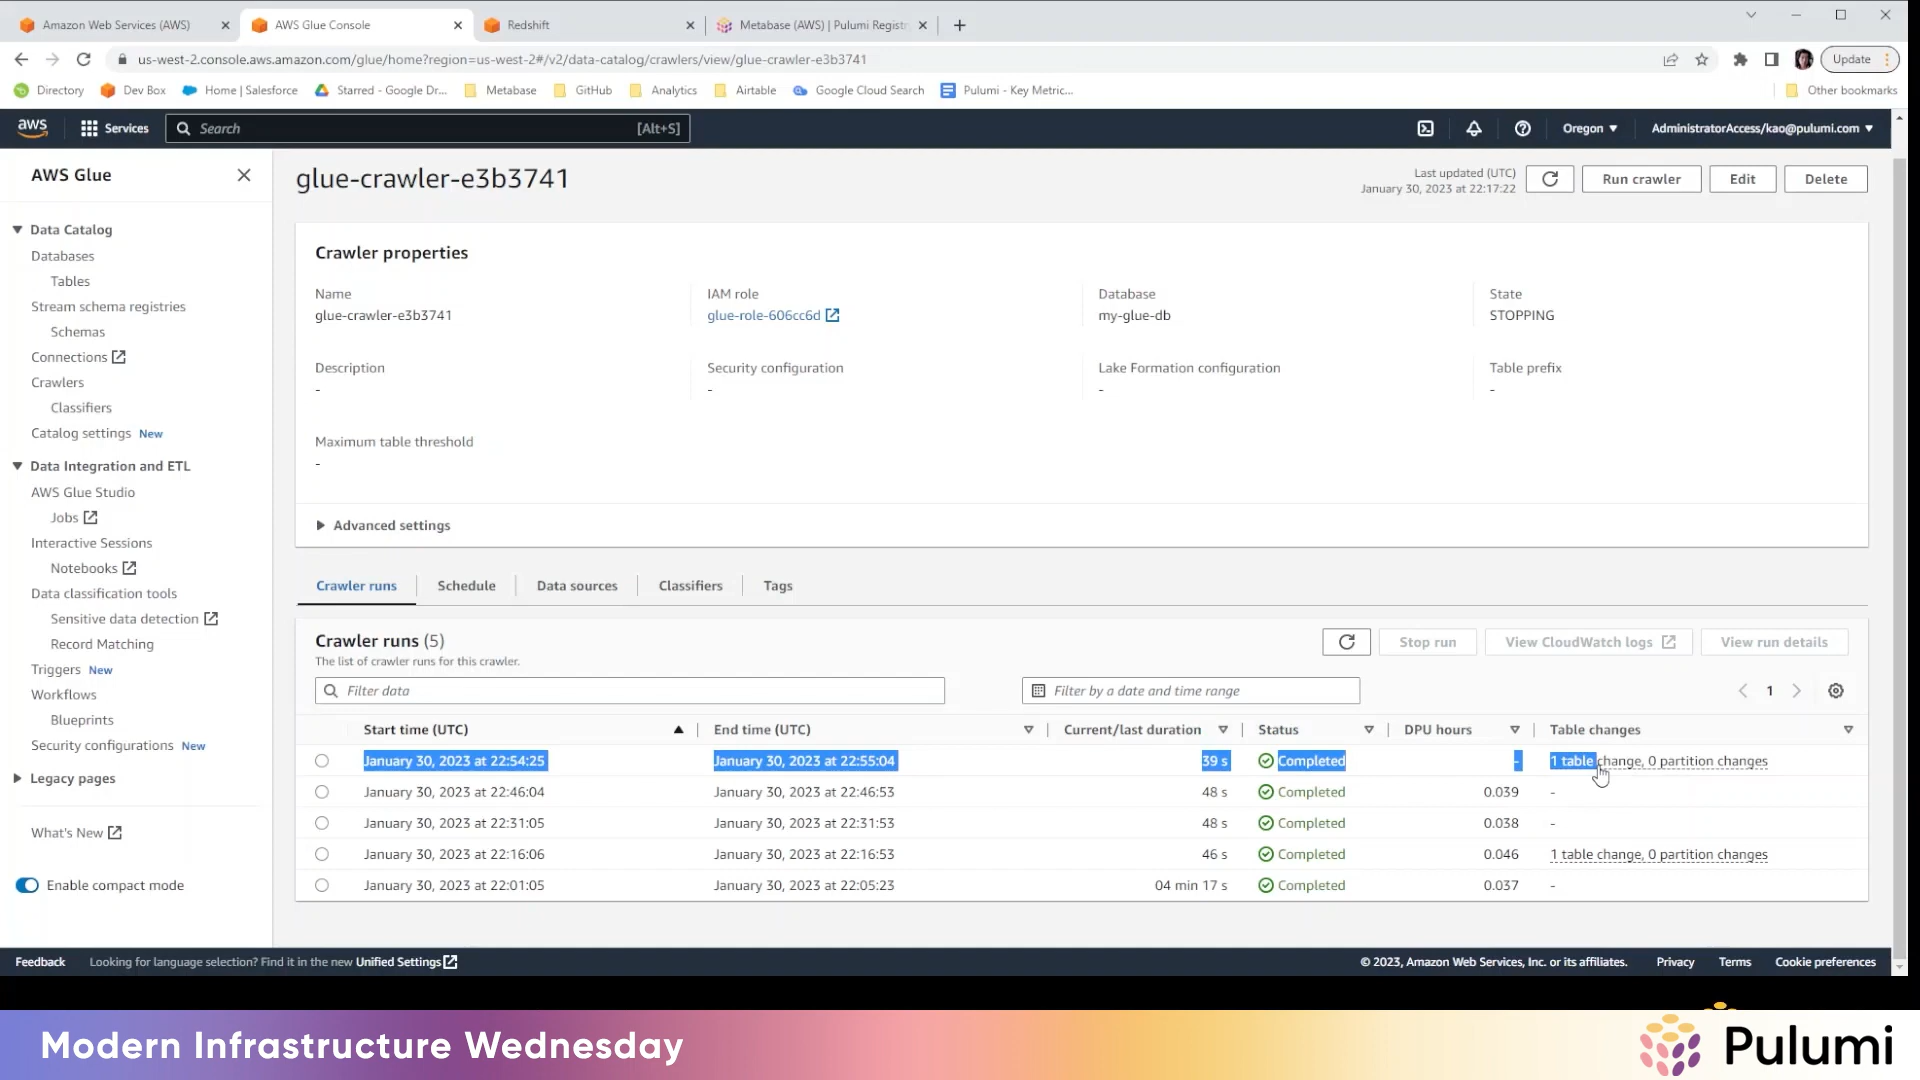 Amazon Web Services (AWS)
AWS Glue Console
Redshift
Metabase (AWS) | Pulumi Registr
us-west-2.console.aws.amazon.com/glue/home?region=us-west-2#/v2/data-catalog/crawlers/view/glue-crawler-e3b3741
Update
Directory
Dev Box
Home | Salesforce
Starred - Google Dr...
Metabase
GitHub
Analytics
Airtable
Google Cloud Search
Pulumi - Key Metric...
Other bookmarks
aws
Services
Search
[Alt+S]
Oregon
AdministratorAccess/kao@pulumi.com
AWS Glue
Data Catalog
Databases
Tables
Stream schema registries
Schemas
Connections
Crawlers
Classifiers
Catalog settings New
Data Integration and ETL
AWS Glue Studio
Jobs
Interactive Sessions
Notebooks
Data classification tools
Sensitive data detection
Record Matching
Triggers New
Workflows
Blueprints
Security configurations New
Legacy pages
What's New
Enable compact mode
glue-crawler-e3b3741
Last updated (UTC)
January 30, 2023 at 22:17:22
Run crawler
Edit
Delete
Crawler properties
Name
glue-crawler-e3b3741
IAM role
glue-role-606cc6d
Database
my-glue-db
State
STOPPING
Description
-
Security configuration
-
Lake Formation configuration
-
Table prefix
-
Maximum table threshold
-
Advanced settings
Crawler runs
Schedule
Data sources
Classifiers
Tags
Crawler runs (5)
The list of crawler runs for this crawler.
Stop run
View CloudWatch logs
View run details
Filter data
Filter by a date and time range
1
Start time (UTC) End time (UTC) Current/last duration Status DPU hours Table changes
January 30, 2023 at 22:54:25 January 30, 2023 at 22:55:04 39 s Completed - 1 table change, 0 partition changes
January 30, 2023 at 22:46:04 January 30, 2023 at 22:46:53 48 s Completed 0.039 -
January 30, 2023 at 22:31:05 January 30, 2023 at 22:31:53 48 s Completed 0.038 -
January 30, 2023 at 22:16:06 January 30, 2023 at 22:16:53 46 s Completed 0.046 1 table change, 0 partition changes
January 30, 2023 at 22:01:05 January 30, 2023 at 22:05:23 04 min 17 s Completed 0.037 -
Feedback
Looking for language selection? Find it in the new Unified Settings
© 2023, Amazon Web Services, Inc. or its affiliates.
Privacy
Terms
Cookie preferences
Modern Infrastructure Wednesday
Pulumi